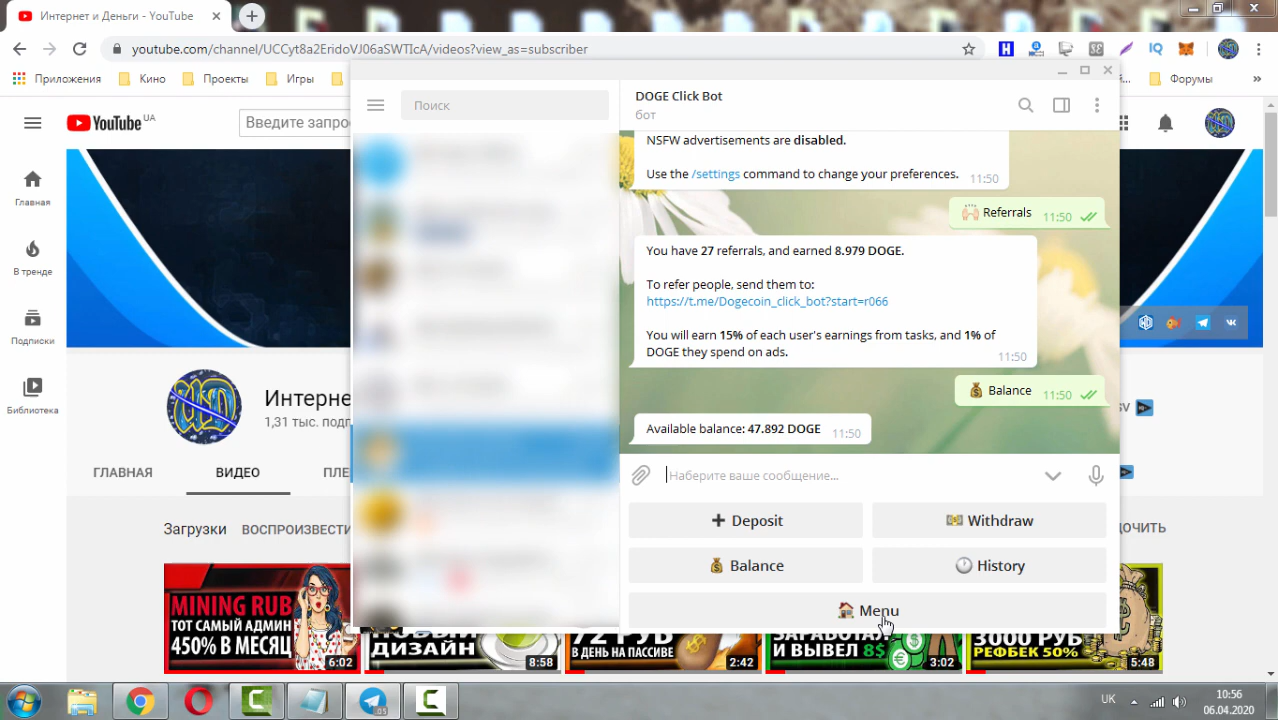 Интернет и Деньги - YouTube
youtube.com/channel/UCCyt8a2EridoVJ06aSWTIcA/videos?view_as=subscriber
Приложения
Кино
Проекты
Игры
Форумы
YouTube UA
Введите запро
Главная
В тренде
Подписки
Библиотека
Интерне
1,31 тыс. подп
ГЛАВНАЯ
ВИДЕО
ПЛЕ
Загрузки
ВОСПРОИЗВЕСТИ
Поиск
DOGE Click Bot
бот
NSFW advertisements are disabled.
Use the /settings command to change your preferences. 11:50
Referrals 11:50
You have 27 referrals, and earned 8.979 DOGE.
To refer people, send them to:
https://t.me/Dogecoin_click_bot?start=r066
You will earn 15% of each user's earnings from tasks, and 1% of
DOGE they spend on ads. 11:50
Balance 11:50
Available balance: 47.892 DOGE 11:50
Наберите ваше сообщение...
Deposit
Withdraw
Balance
History
Menu
MINING RUB
ТОТ САМЫЙ АДМИН
450% В МЕСЯЦ
6:02
НОВЫЙ
ДИЗАЙН
8:58
72 РУБ
В ДЕНЬ НА ПАССИВЕ
2:42
ЗАРАБОТАЛ
И ВЫВЕЛ 8$
3:02
3000 РУБ
РЕФБЕК 50%
5:48
UK
10:56
06.04.2020